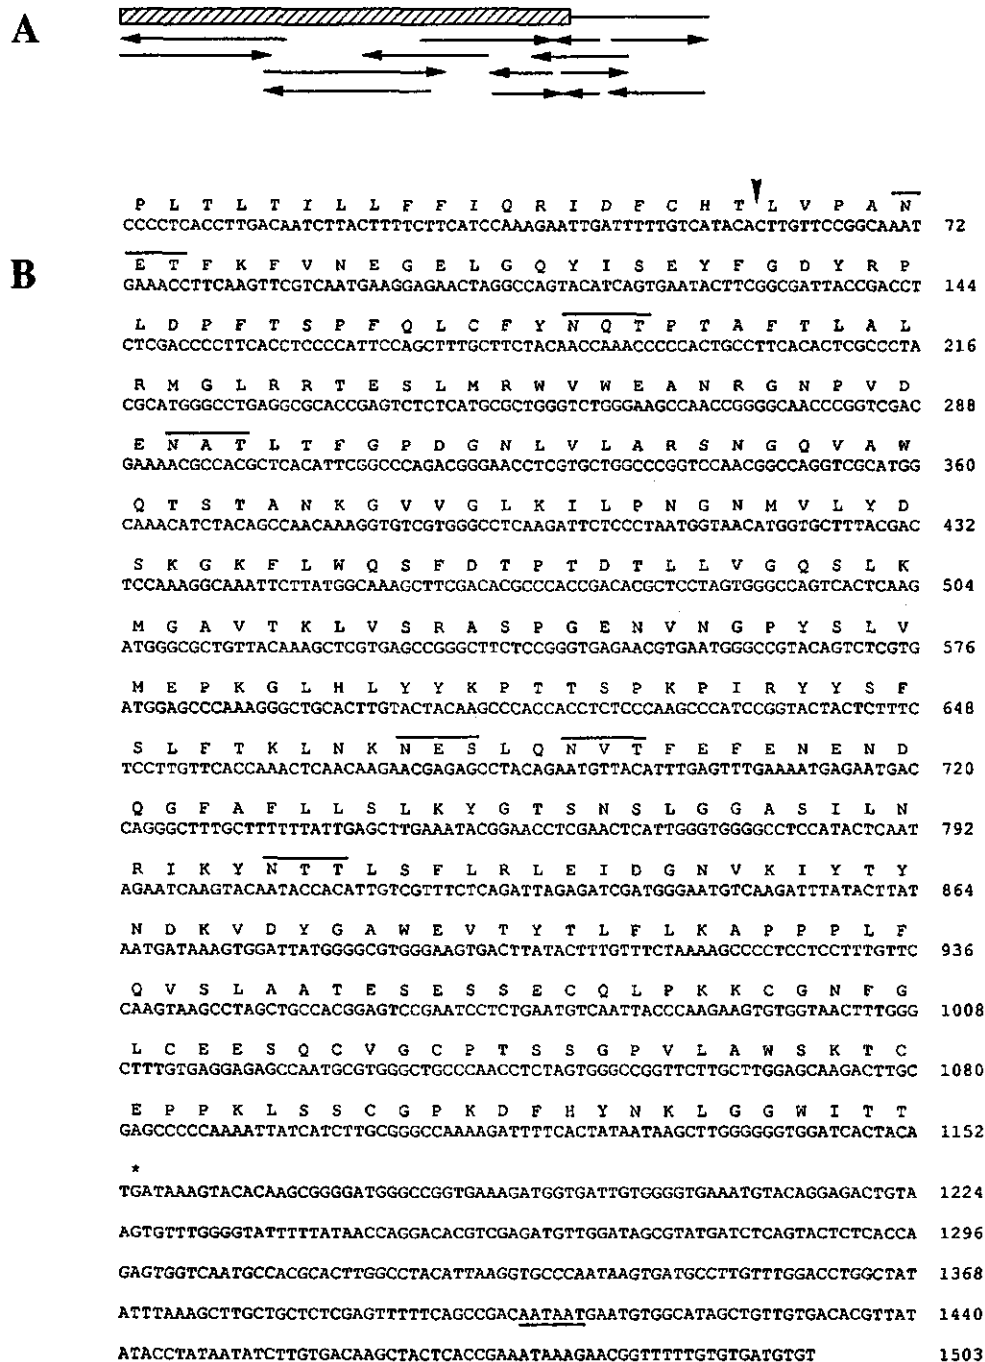 A
P L T L T I L L F F I Q R I D F C H T L V P A N
CCCCTCACCTTGACAATCTTACTTTTCTTCATCCAAAGAATTGATTTTTGTCATACACTTGTTCCGGCAAAT 72
B
E T F K F V N E G E L G Q Y I S E Y F G D Y R P
GAAACCTTCAAGTTCGTCAATGAAGGAGAACTAGGCCAGTACATCAGTGAATACTTCGGCGATTACCGACCT 144
L D P F T S P F Q L C F Y N Q T P T A F T L A L
CTCGACCCCTTCACCTCCCCATTCCAGCTTTGCTTCTACAACCAAACCCCCACTGCCTTCACACTCGCCCTA 216
R M G L R R T E S L M R W V W E A N R G N P V D
CGCATGGGCCTGAGGCGCACCGAGTCTCTCATGCGCTGGGTCTGGGAAGCCAACCGGGGCAACCCGGTCGAC 288
E N A T L T F G P D G N L V L A R S N G Q V A W
GAAAACGCCACGCTCACATTCGGCCCAGACGGGAACCTCGTGCTGGCCCGGTCCAACGGCCAGGTCGCATGG 360
Q T S T A N K G V V G L K I L P N G N M V L Y D
CAAACATCTACAGCCAACAAAGGTGTCGTGGGCCTCAAGATTCTCCCTAATGGTAACATGGTGCTTTACGAC 432
S K G K F L W Q S F D T P T D T L L V G Q S L K
TCCAAAGGCAAATTCTTATGGCAAAGCTTCGACACGCCCACCGACACGCTCCTAGTGGGCCAGTCACTCAAG 504
M G A V T K L V S R A S P G E N V N G P Y S L V
ATGGGCGCTGTTACAAAGCTCGTGAGCCGGGCTTCTCCGGGTGAGAACGTGAATGGGCCGTACAGTCTCGTG 576
M E P K G L H L Y Y K P T T S P K P I R Y Y S F
ATGGAGCCCAAAGGGCTGCACTTGTACTACAAGCCCACCACCTCTCCCAAGCCCATCCGGTACTACTCTTTC 648
S L F T K L N K N E S L Q N V T F E F E N E N D
TCCTTGTTCACCAAACTCAACAAGAACGAGAGCCTACAGAATGTTACATTTGAGTTTGAAAATGAGAATGAC 720
Q G F A F L L S L K Y G T S N S L G G A S I L N
CAGGGCTTTGCTTTTTTATTGAGCTTGAAATACGGAACCTCGAACTCATTGGGTGGGGCCTCCATACTCAAT 792
R I K Y N T T L S F L R L E I D G N V K I Y T Y
AGAATCAAGTACAATACCACATTGTCGTTTCTCAGATTAGAGATCGATGGGAATGTCAAGATTTATACTTAT 864
N D K V D Y G A W E V T Y T L F L K A P P P L F
AATGATAAAGTGGATTATGGGGCGTGGGAAGTGACTTATACTTTGTTTCTAAAAGCCCCTCCTCCTTTGTTC 936
Q V S L A A T E S E S S E C Q L P K K C G N F G
CAAGTAAGCCTAGCTGCCACGGAGTCCGAATCCTCTGAATGTCAATTACCCAAGAAGTGTGGTAACTTTGGG 1008
L C E E S Q C V G C P T S S G P V L A W S K T C
CTTTGTGAGGAGAGCCAATGCGTGGGCTGCCCAACCTCTAGTGGGCCGGTTCTTGCTTGGAGCAAGACTTGC 1080
E P P K L S S C G P K D F H Y N K L G G W I T T
GAGCCCCCAAAATTATCATCTTGCGGGCCAAAAGATTTTCACTATAATAAGCTTGGGGGGTGGATCACTACA 1152
*
TGATAAAGTACACAAGCGGGGATGGGCCGGTGAAAGATGGTGATTGTGGGGTGAAATGTACAGGAGACTGTA 1224
AGTGTTTGGGGTATTTTTATAACCAGGACACGTCGAGATGTTGGATAGCGTATGATCTCAGTACTCTCACCA 1296
GAGTGGTCAATGCCACGCACTTGGCCTACATTAAGGTGCCCAATAAGTGATGCCTTGTTTGGACCTGGCTAT 1368
ATTTAAAGCTTGCTGCTCTCGAGTTTTTCAGCCGACAATAATGAATGTGGCATAGCTGTTGTGACACGTTAT 1440
ATACCTATAATATCTTGTGACAAGCTACTCACCGAAATAAAGAACGGTTTTTGTGTGATGTGT 1503